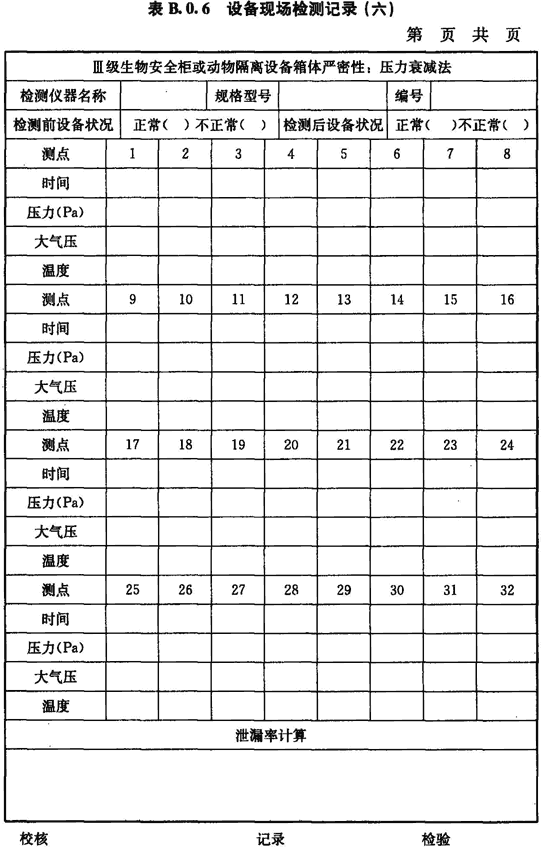 表 B.0.6 设备现场检测记录(六)
第 页 共 页
Ⅲ级生物安全柜或动物隔离设备箱体严密性：压力衰减法
检测仪器名称 规格型号 编号
检测前设备状况 正常( )不正常( ) 检测后设备状况 正常( )不正常( )
测点 1 2 3 4 5 6 7 8
时间
压力(Pa)
大气压
温度
测点 9 10 11 12 13 14 15 16
时间
压力(Pa)
大气压
温度
测点 17 18 19 20 21 22 23 24
时间
压力(Pa)
大气压
温度
测点 25 26 27 28 29 30 31 32
时间
压力(Pa)
大气压
温度
泄漏率计算
校核 记录 检验